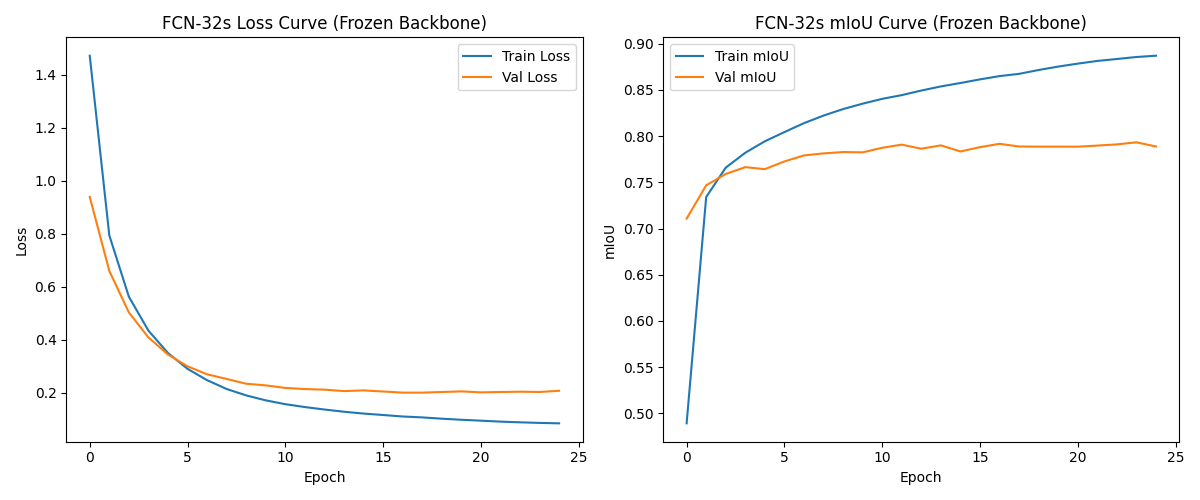 FCN-32s Loss Curve (Frozen Backbone)
Train Loss
Val Loss
1.4
1.2
1.0
0.8
0.6
0.4
0.2
Loss
0 5 10 15 20 25
Epoch
FCN-32s mIoU Curve (Frozen Backbone)
Train mIoU
Val mIoU
0.90
0.85
0.80
0.75
0.70
0.65
0.60
0.55
0.50
mIoU
0 5 10 15 20 25
Epoch